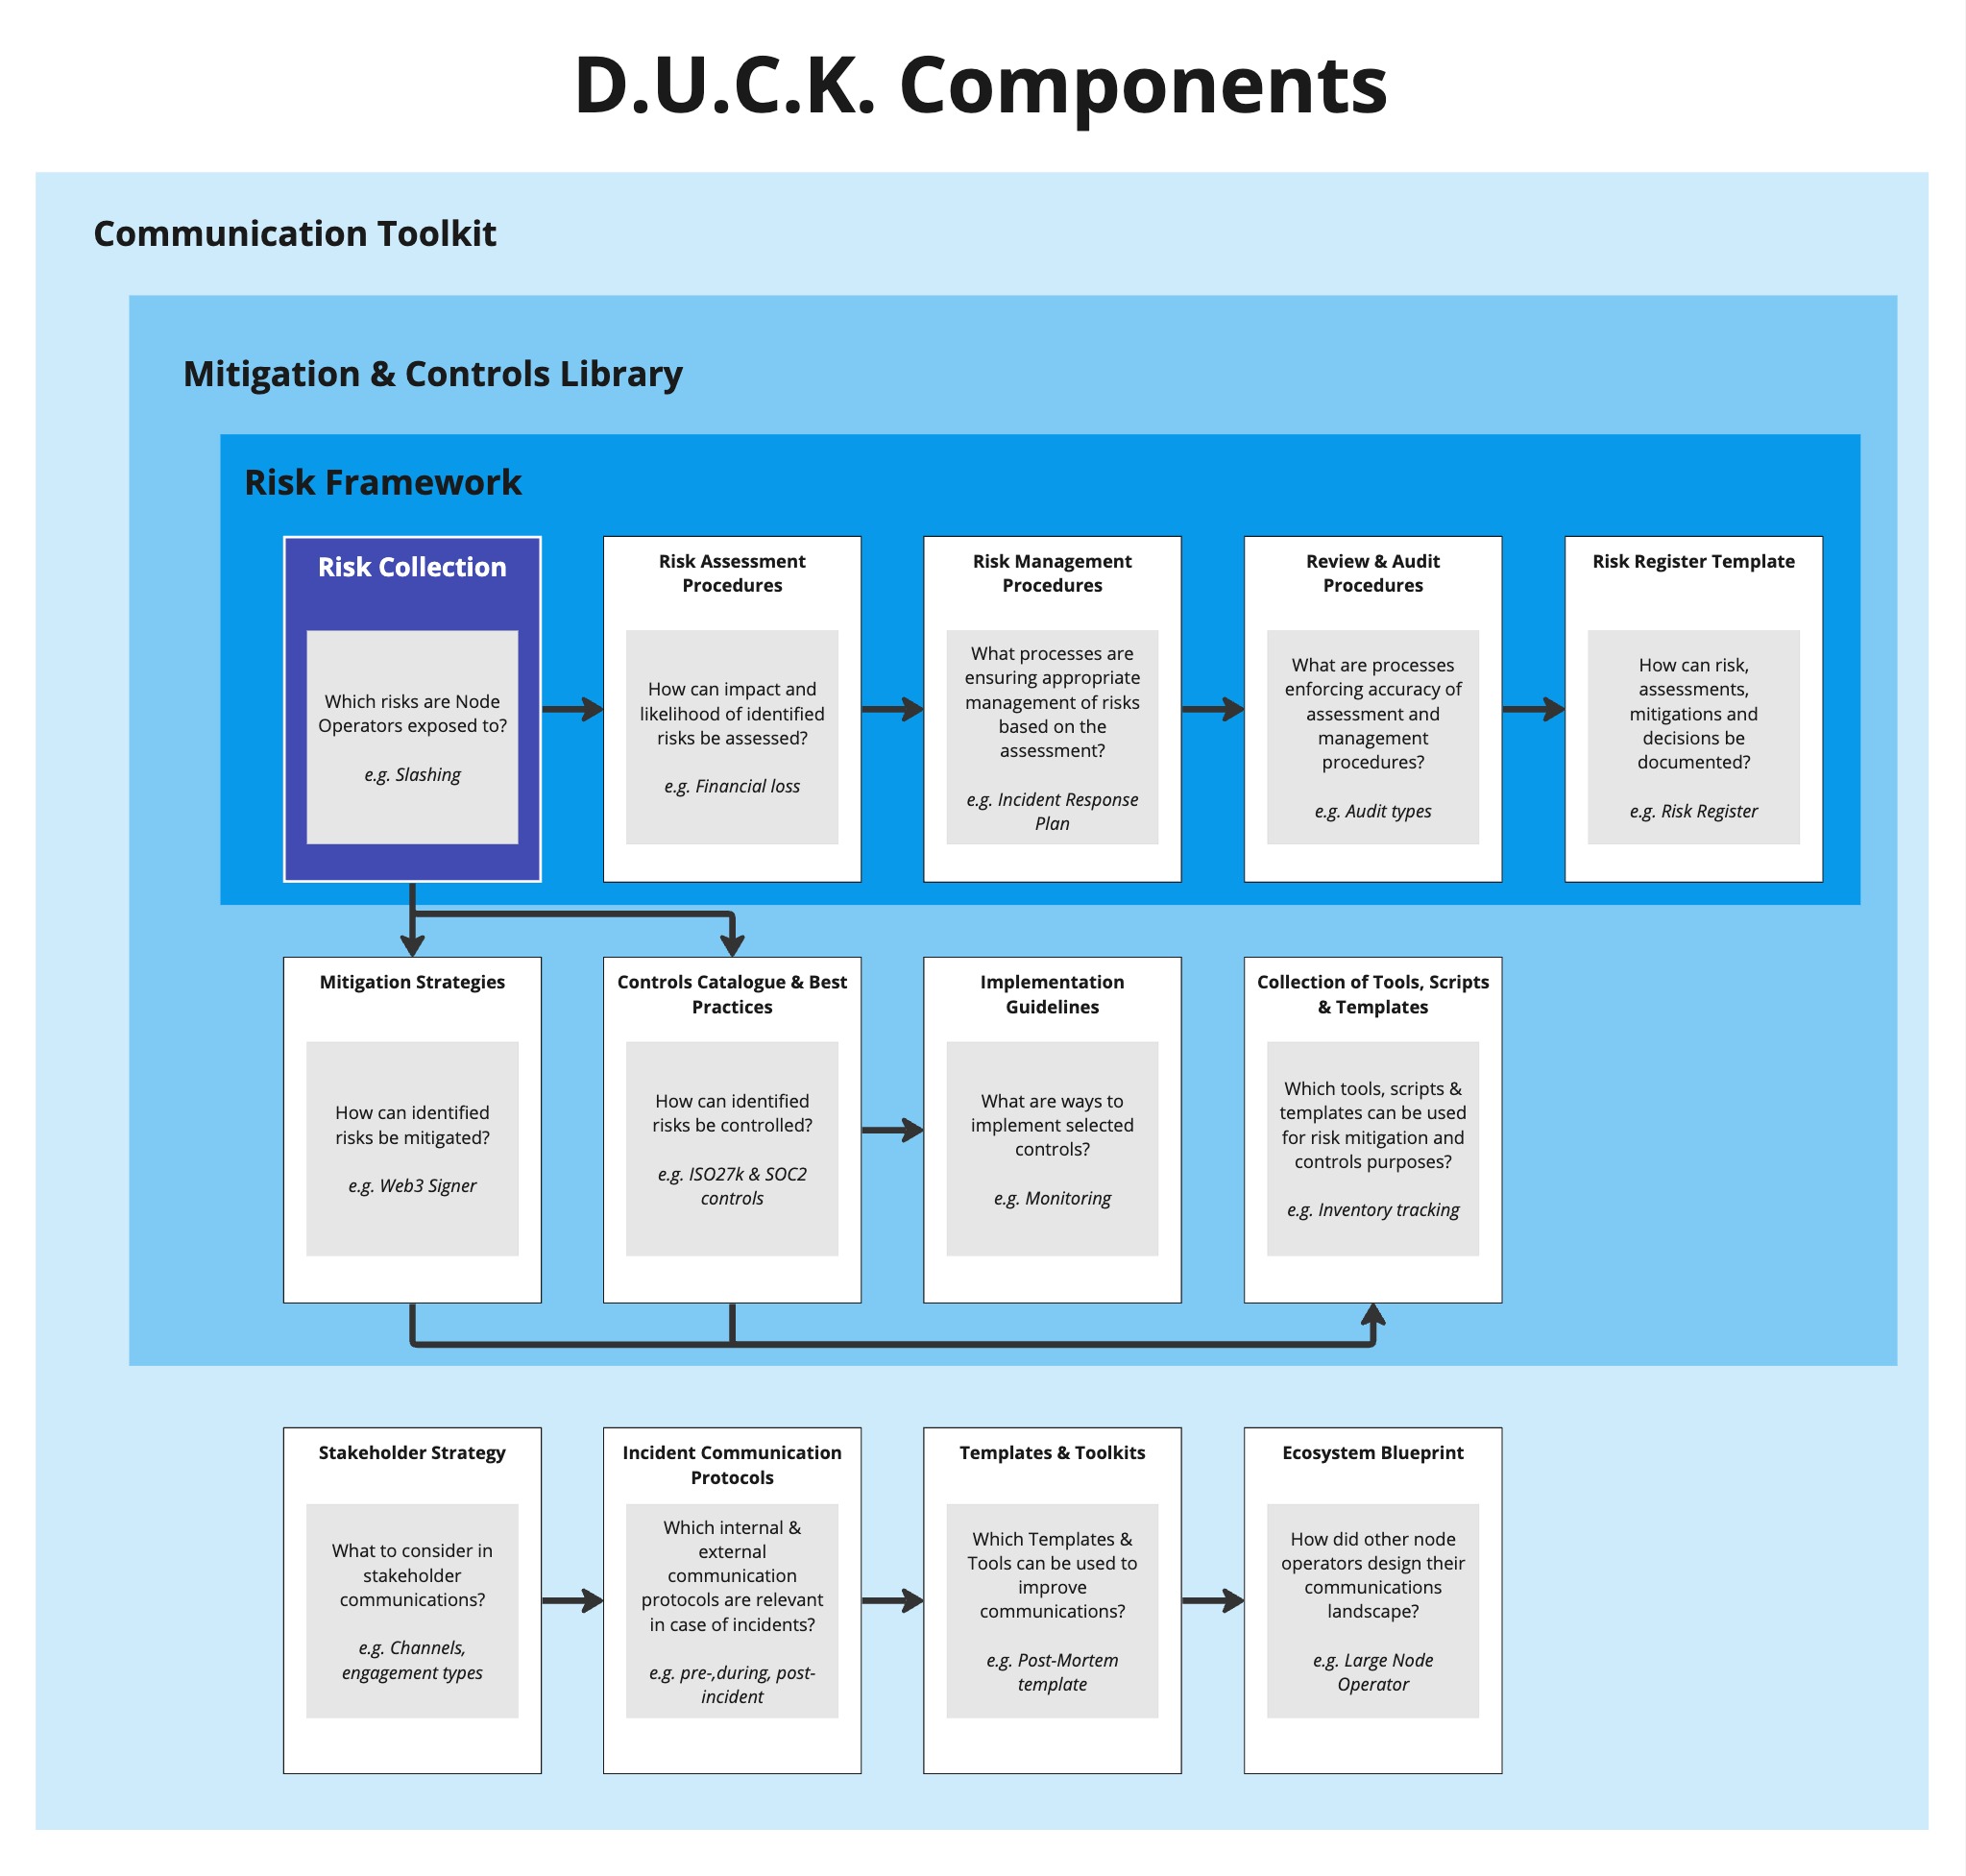 D.U.C.K. Components
Communication Toolkit
Mitigation & Controls Library
Risk Framework
Risk Collection
Which risks are Node
Operators exposed to?
e.g. Slashing
Risk Assessment
Procedures
How can impact and
likelihood of identified
risks be assessed?
e.g. Financial loss
Risk Management
Procedures
What processes are
ensuring appropriate
management of risks
based on the
assessment?
e.g. Incident Response
Plan
Review & Audit
Procedures
What are processes
enforcing accuracy of
assessment and
management
procedures?
e.g. Audit types
Risk Register Template
How can risk,
assessments,
mitigations and
decisions be
documented?
e.g. Risk Register
Mitigation Strategies
How can identified
risks be mitigated?
e.g. Web3 Signer
Controls Catalogue & Best
Practices
How can identified
risks be controlled?
e.g. ISO27k & SOC2
controls
Implementation
Guidelines
What are ways to
implement selected
controls?
e.g. Monitoring
Collection of Tools, Scripts
& Templates
Which tools, scripts &
templates can be used
for risk mitigation and
controls purposes?
e.g. Inventory tracking
Stakeholder Strategy
What to consider in
stakeholder
communications?
e.g. Channels,
engagement types
Incident Communication
Protocols
Which internal &
external
communication
protocols are relevant
in case of incidents?
e.g. pre-,during, post-
incident
Templates & Toolkits
Which Templates &
Tools can be used to
improve
communications?
e.g. Post-Mortem
template
Ecosystem Blueprint
How did other node
operators design their
communications
landscape?
e.g. Large Node
Operator